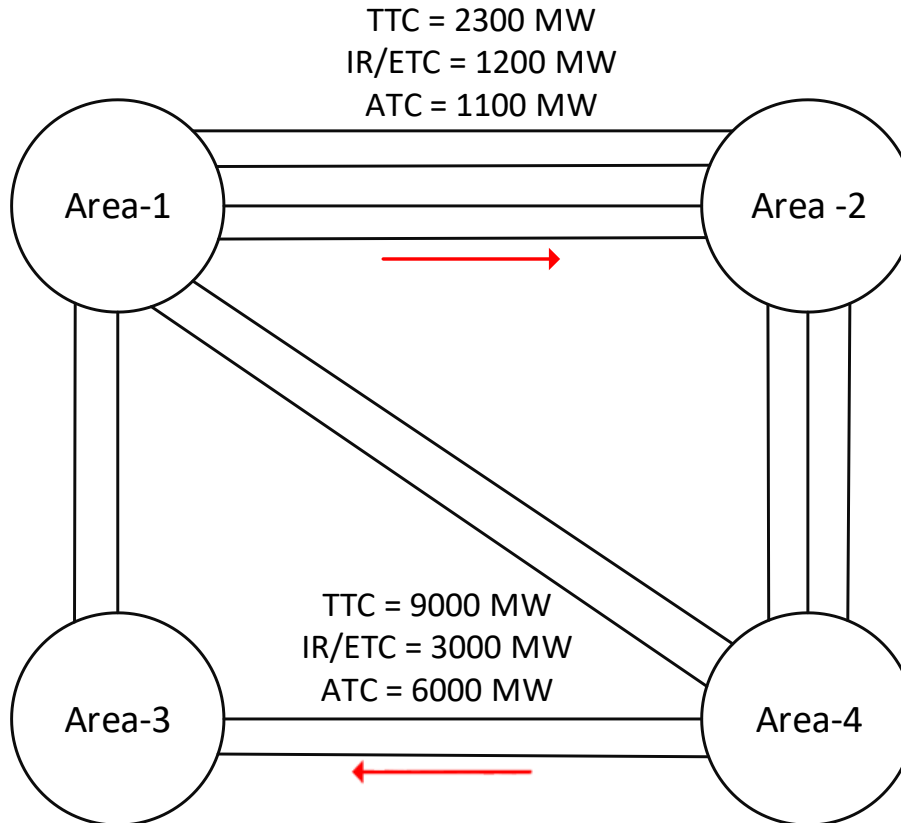 TTC = 2300 MW
IR/ETC = 1200 MW
ATC = 1100 MW
Area-1
Area -2
TTC = 9000 MW
IR/ETC = 3000 MW
ATC = 6000 MW
Area-3
Area-4